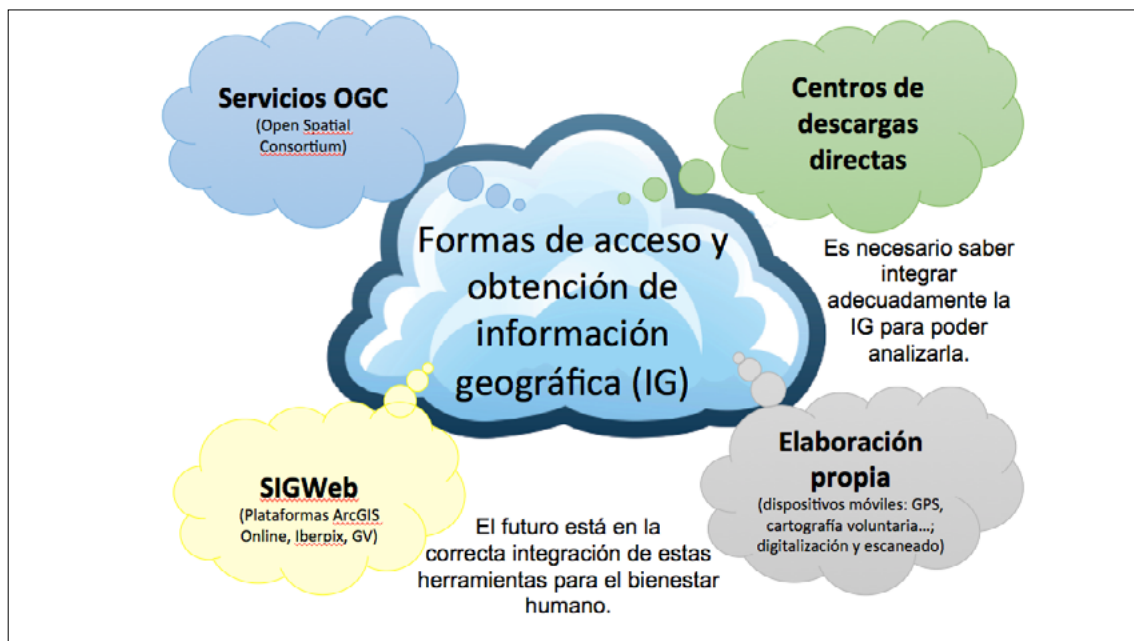 Servicios OGC
(Open Spatial
Consortium)
Centros de
descargas
directas
Formas de acceso y
obtención de
información
geográfica (IG)
Es necesario saber
integrar
adecuadamente la
IG para poder
analizarla.
SIGWeb
(Plataformas ArcGIS
Online, Iberpix, GV)
Elaboración
propia
(dispositivos móviles: GPS,
cartografía voluntaria...;
digitalización y escaneado)
El futuro está en la
correcta integración de estas
herramientas para el bienestar
humano.